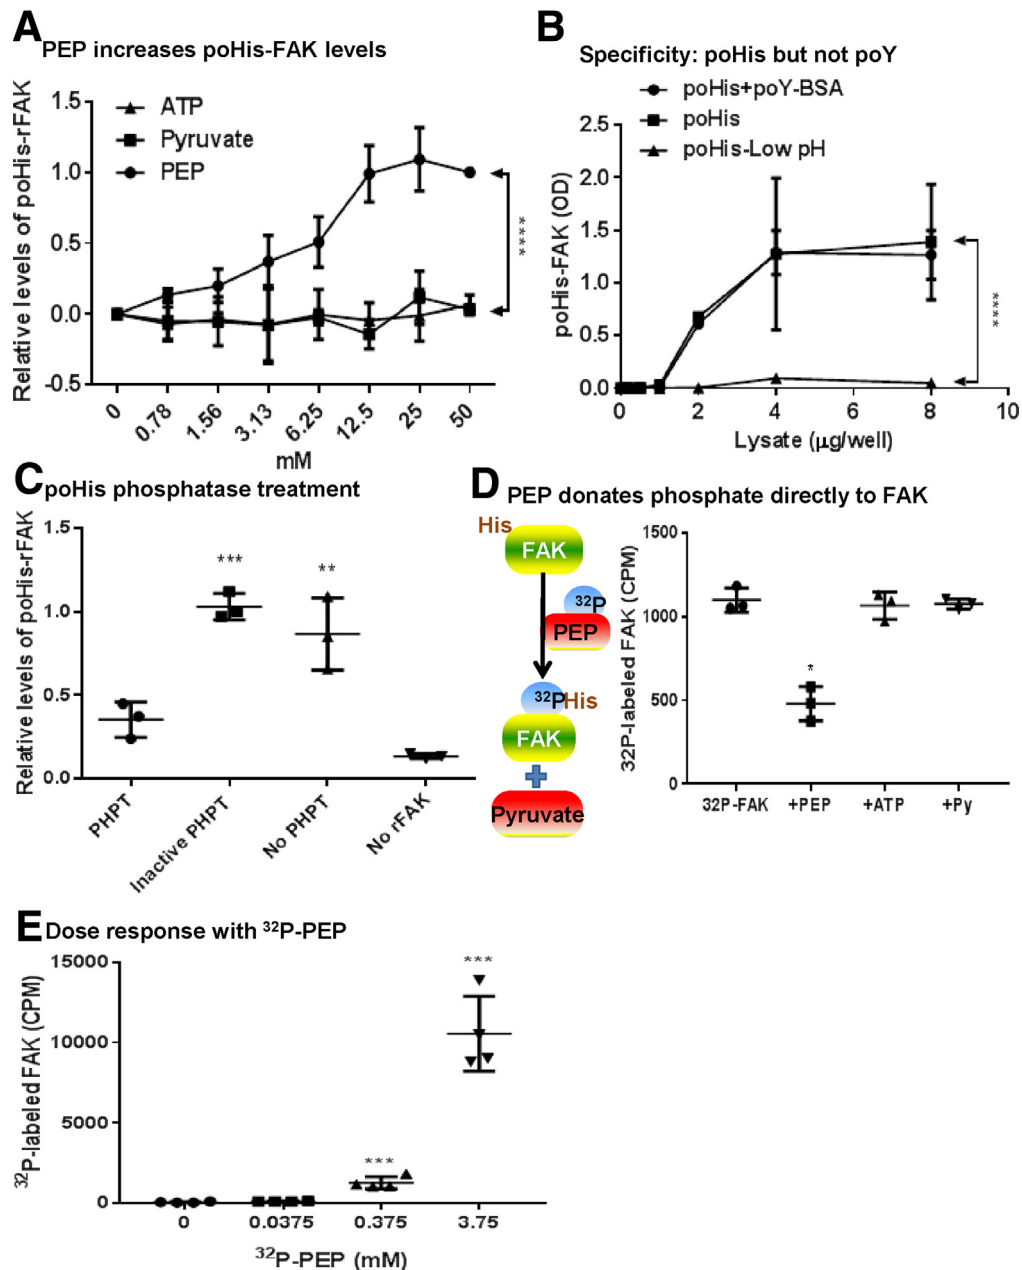 A PEP increases poHis-FAK levels
Relative levels of poHis-rFAK
1.5
1.0
0.5
0.0
-0.5
ATP
Pyruvate
PEP
****
0
0.78
1.56
3.13
6.25
12.5
25
50
mM
B Specificity: poHis but not poY
poHis+poY-BSA
poHis
poHis-Low pH
poHis-FAK (OD)
2.5
2.0
1.5
1.0
0.5
0.0
****
0 2 4 6 8 10
Lysate (µg/well)
C poHis phosphatase treatment
Relative levels of poHis-rFAK
1.5
1.0
0.5
0.0
***
**
PHPT
Inactive PHPT
No PHPT
No rFAK
D PEP donates phosphate directly to FAK
His
FAK
³²P
PEP
³²PHis
FAK
Pyruvate
32P-labeled FAK (CPM)
1500
1000
500
0
*
32P-FAK +PEP +ATP +Py
E Dose response with ³²P-PEP
³²P-labeled FAK (CPM)
15000
10000
5000
0
***
***
0 0.0375 0.375 3.75
³²P-PEP (mM)